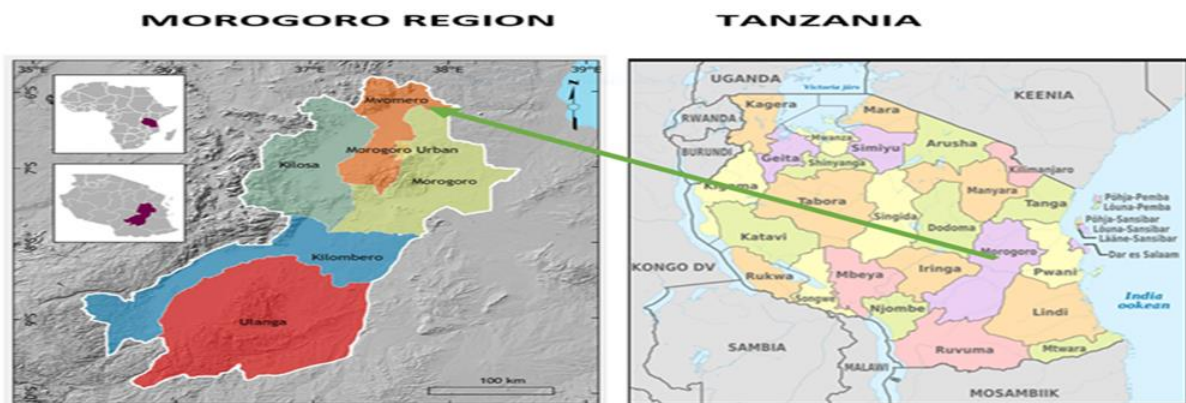 MOROGORO REGION
TANZANIA
35°E
37°E
38°E
39°E
N
Mvomero
Morogoro Urban
Kilosa
Morogoro
Kilombero
Ulanga
100 km
7°S
9°S
UGANDA
Victoria järv
KEENIA
Kagera
Mara
RWANDA
Mwanza
Simiyu
Arusha
BURUNDI
Geita
Shinyanga
Kilimanjaro
Kigoma
Manyara
Tabora
Tanga
Singida
Põhja-Pemba
Lõuna-Pemba
Dodoma
Põhja-Sansibar
Lõuna-Sansibar
Lääne-Sansibar
Katavi
Morogoro
Dar es Salaam
KONGO DV
Rukwa
Mbeya
Iringa
Pwani
Songwe
Njombe
India
ookean
Lindi
SAMBIA
MALAWI
Ruvuma
Mtwara
MOSAMBIIK